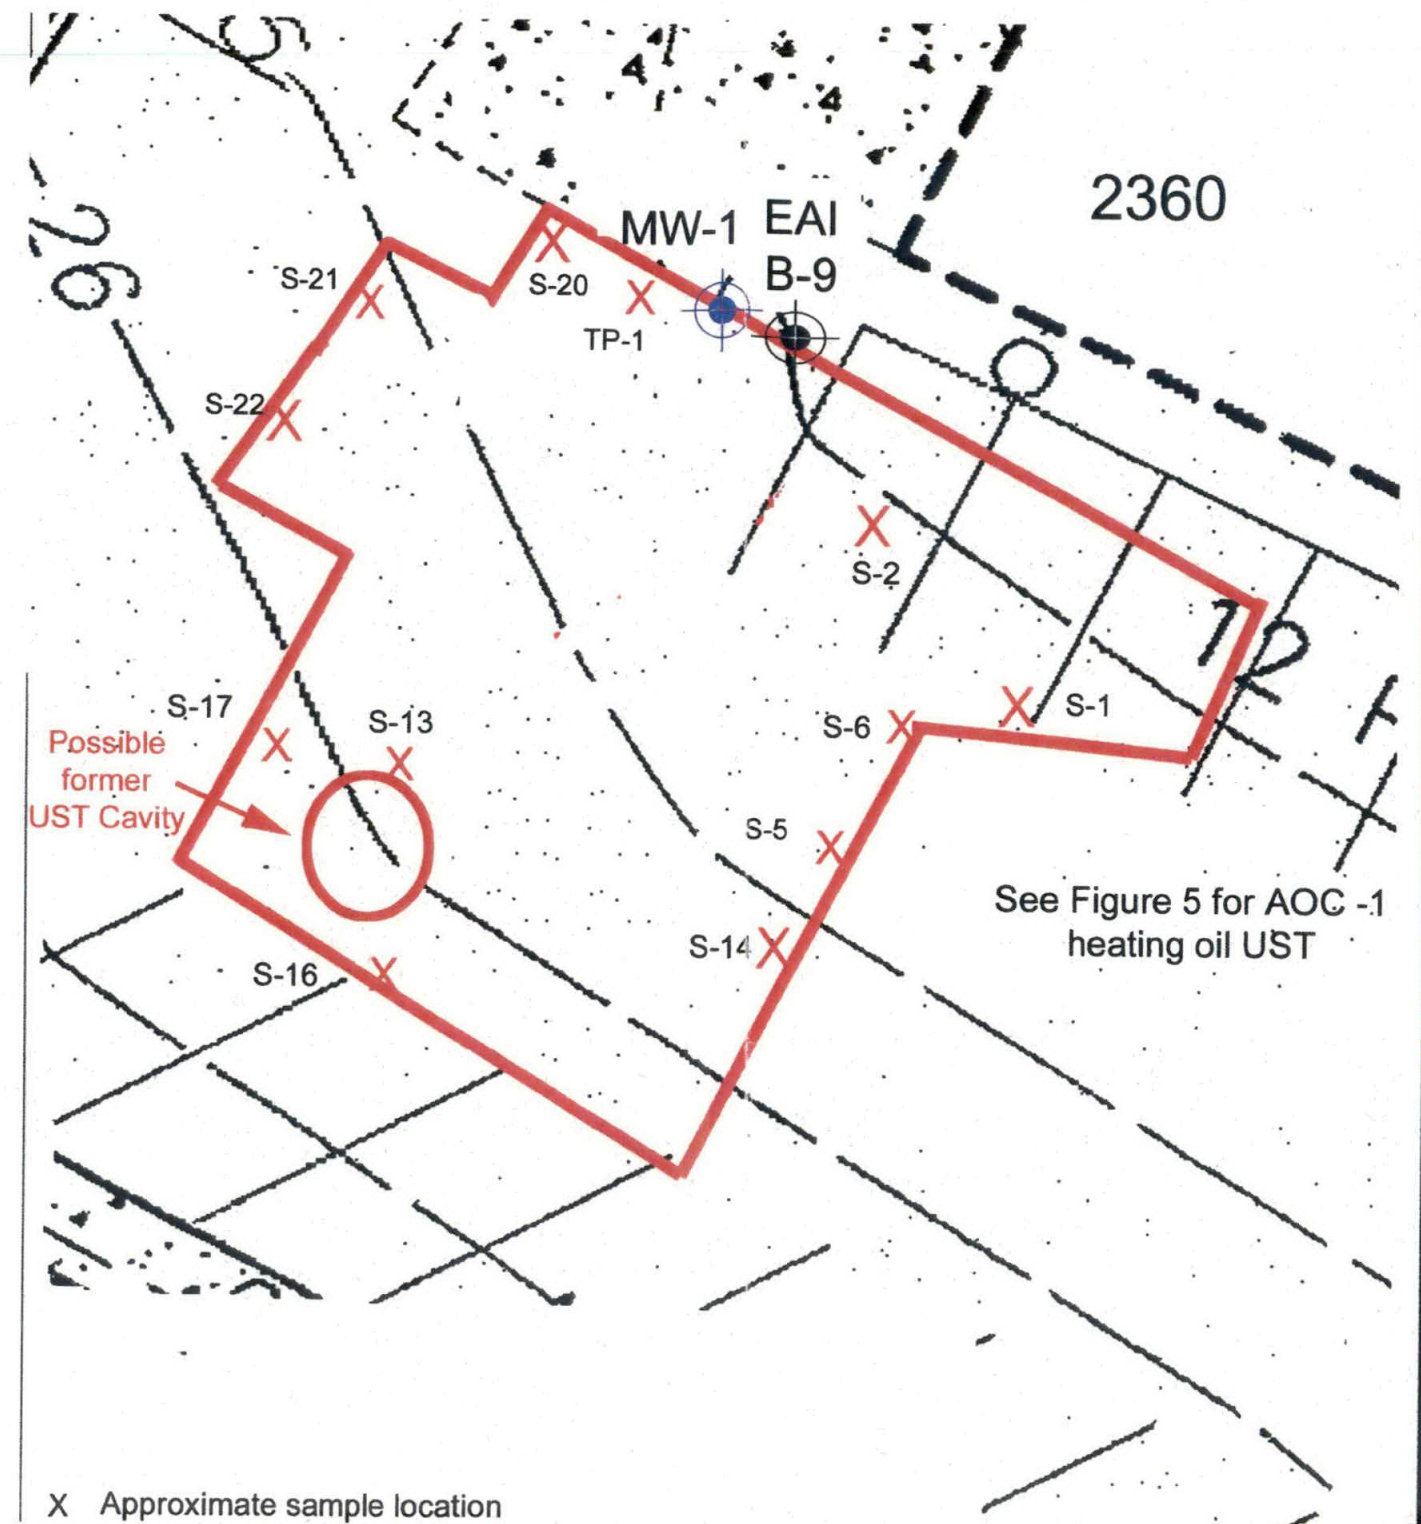 26
2360
MW-1
EAI
B-9
S-21
S-20
TP-1
S-22
S-2
12
S-17
S-13
S-6
S-1
Possible
former
UST Cavity
S-5
S-14
See Figure 5 for AOC -1
heating oil UST
S-16
X Approximate sample location